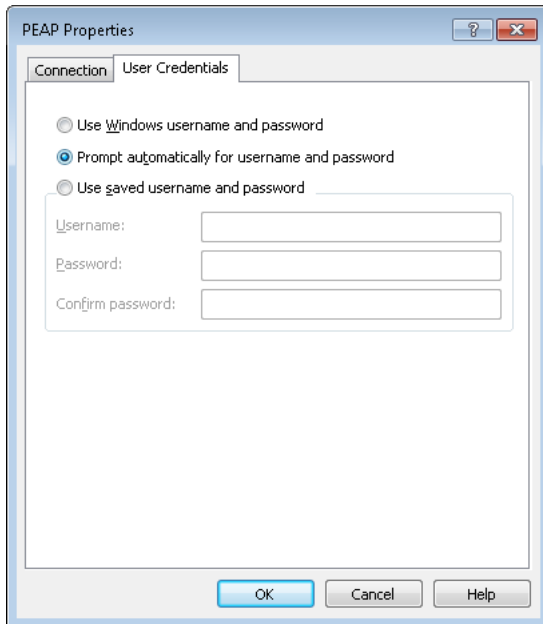 PEAP Properties
?
Connection
User Credentials
Use Windows username and password
Prompt automatically for username and password
Use saved username and password
Username:
Password:
Confirm password:
OK
Cancel
Help